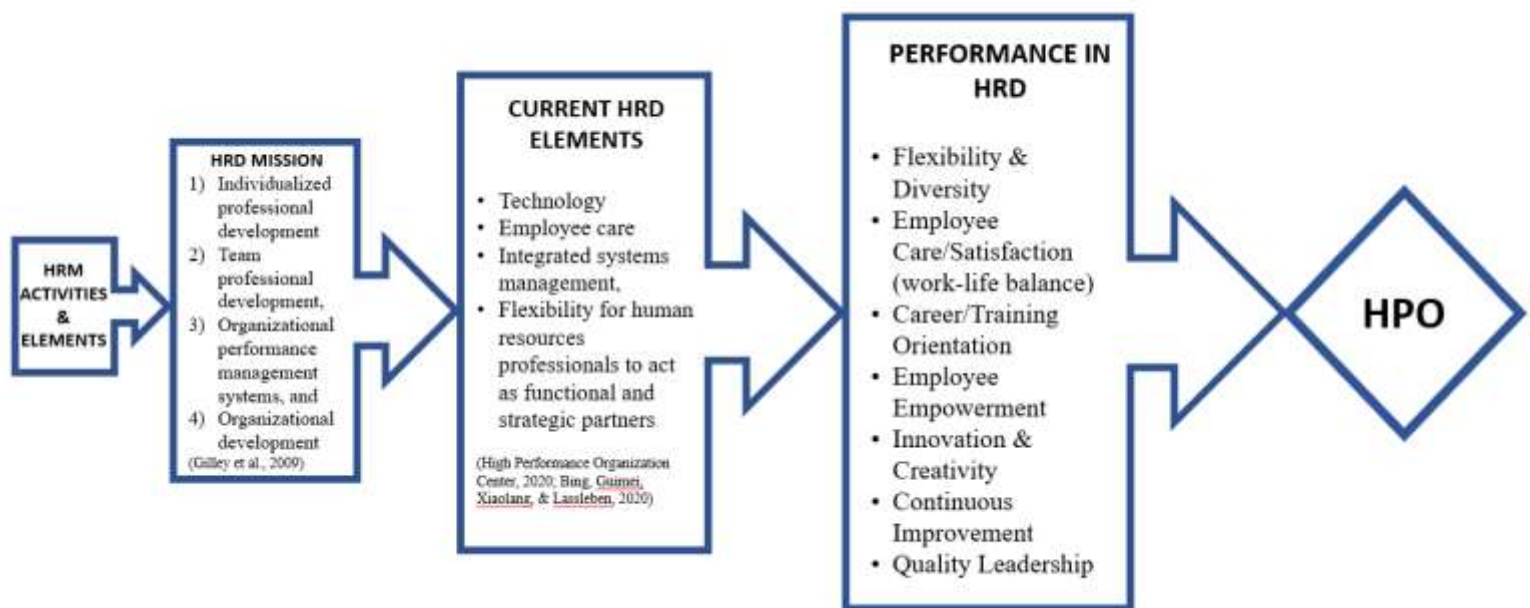 HRM
ACTIVITIES
&
ELEMENTS
HRD MISSION
1) Individualized
professional
development
2) Team
professional
development,
3) Organizational
performance
management
systems, and
4) Organizational
development
(Gilley et al., 2009)
CURRENT HRD
ELEMENTS
• Technology
• Employee care
• Integrated systems
management,
• Flexibility for human
resources
professionals to act
as functional and
strategic partners
(High Performance Organization
Center, 2020; Bing, Guimei,
Xiaolang, & Lassleben, 2020)
PERFORMANCE IN
HRD
• Flexibility &
Diversity
• Employee
Care/Satisfaction
(work-life balance)
• Career/Training
Orientation
• Employee
Empowerment
• Innovation &
Creativity
• Continuous
Improvement
• Quality Leadership
HPO